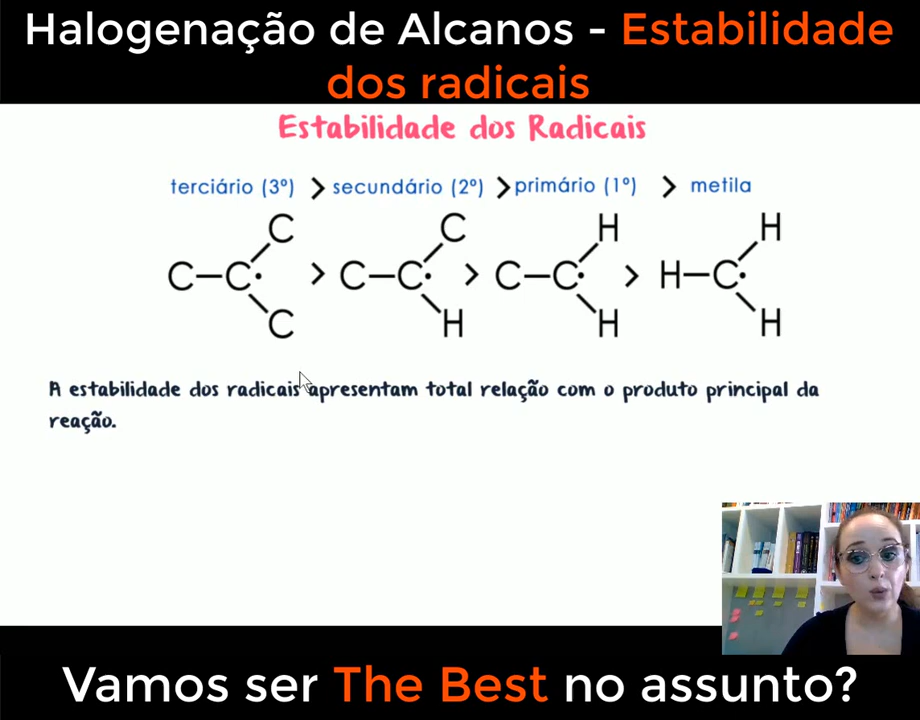 Halogenação de Alcanos - Estabilidade
dos radicais
Estabilidade dos Radicais
terciário (3º) > secundário (2º) > primário (1º) > metila
C C H H
C–C· > C–C· > C–C· > H–C·
C H H H
A estabilidade dos radicais apresentam total relação com o produto principal da
reação.
Vamos ser The Best no assunto?